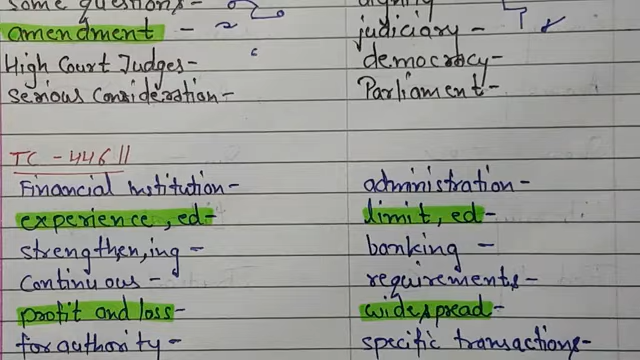 some questions-
amendment -
High Court Judges-
Serious Consideration-
judiciary-
democracy-
Parliament-
TC - 446
Financial institution-
experience, ed-
strengthen, ing -
Continuous -
profit and loss-
for authority -
administration-
limit, ed-
banking -
requirements-
widespread-
specific transactions-